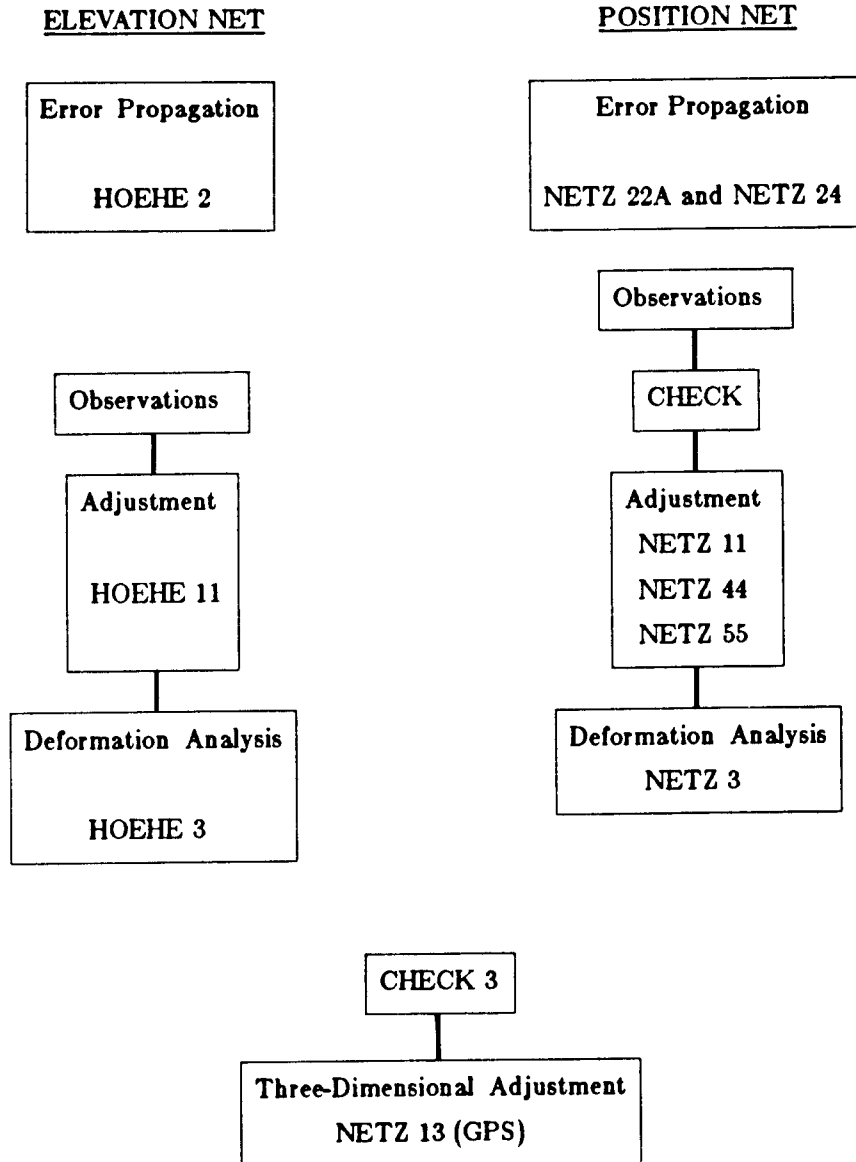 ELEVATION NET
Error Propagation
HOEHE 2
Observations
Adjustment
HOEHE 11
Deformation Analysis
HOEHE 3
POSITION NET
Error Propagation
NETZ 22A and NETZ 24
Observations
CHECK
Adjustment
NETZ 11
NETZ 44
NETZ 55
Deformation Analysis
NETZ 3
CHECK 3
Three-Dimensional Adjustment
NETZ 13 (GPS)